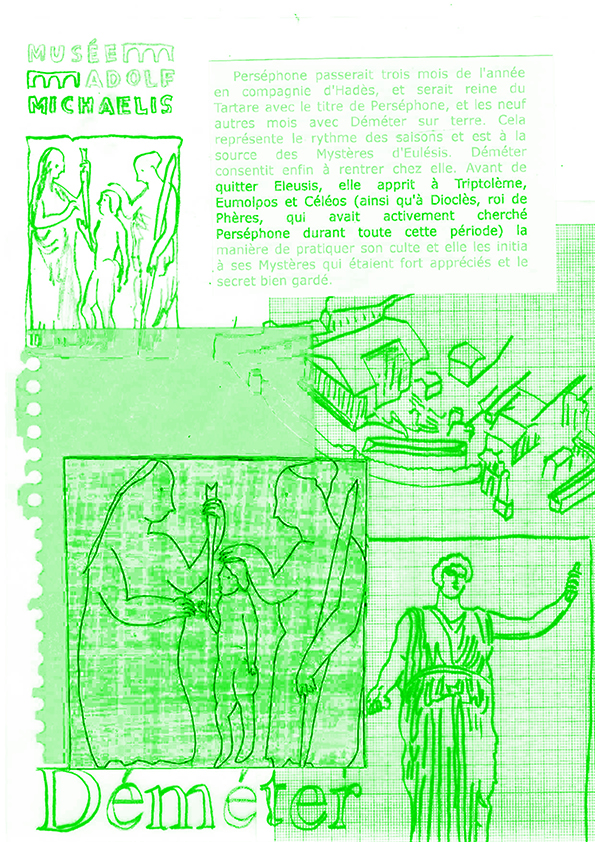 MUSÉE
ADOLF
MICHAELIS
Perséphone passerait trois mois de l'année
en compagnie d'Hadès, et serait reine du
Tartare avec le titre de Perséphone, et les neuf
autres mois avec Déméter sur terre. Cela
représente le rythme des saisons et est à la
source des Mystères d'Eulésis. Déméter
consentit enfin à rentrer chez elle. Avant de
quitter Eleusis, elle apprit à Triptolème,
Eumolpos et Céléos (ainsi qu'à Dioclès, roi de
Phères, qui avait activement cherché
Perséphone durant toute cette période) la
manière de pratiquer son culte et elle les initia
à ses Mystères qui étaient fort appréciés et le
secret bien gardé.
Déméter